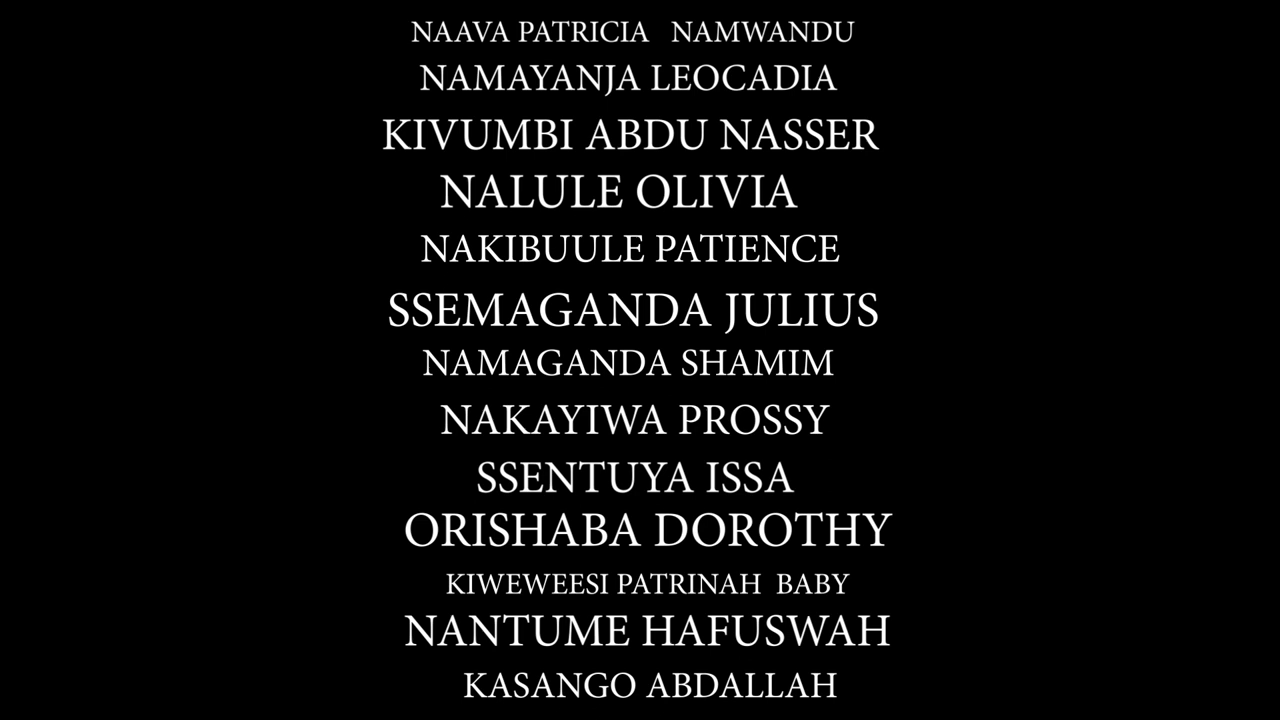 NAAVA PATRICIA NAMWANDU
NAMAYANJA LEOCADIA
KIVUMBI ABDU NASSER
NALULE OLIVIA
NAKIBUULE PATIENCE
SSEMAGANDA JULIUS
NAMAGANDA SHAMIM
NAKAYIWA PROSSY
SSENTUYA ISSA
ORISHABA DOROTHY
KIWEWEESI PATRINAH BABY
NANTUME HAFUSWAH
KASANGO ABDALLAH